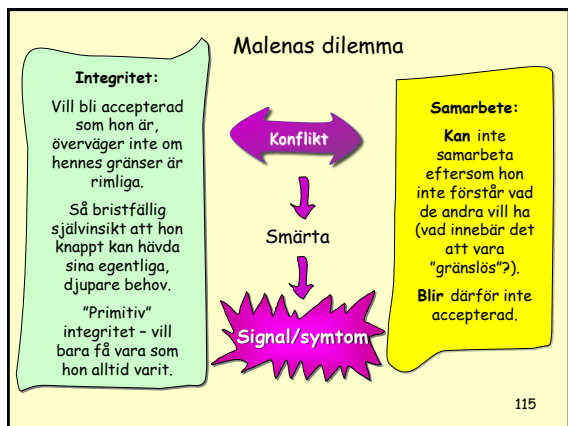 Malenas dilemma
Integritet:
Vill bli accepterad
som hon är,
överväger inte om
hennes gränser är
rimliga.
Så bristfällig
självinsikt att hon
knappt kan hävda
sina egentliga,
djupare behov.
”Primitiv”
integritet – vill
bara få vara som
hon alltid varit.
Konflikt
Smärta
Signal/symtom
Samarbete:
Kan inte
samarbeta
eftersom hon
inte förstår vad
de andra vill ha
(vad innebär det
att vara
”gränslös”?).
Blir därför inte
accepterad.
115